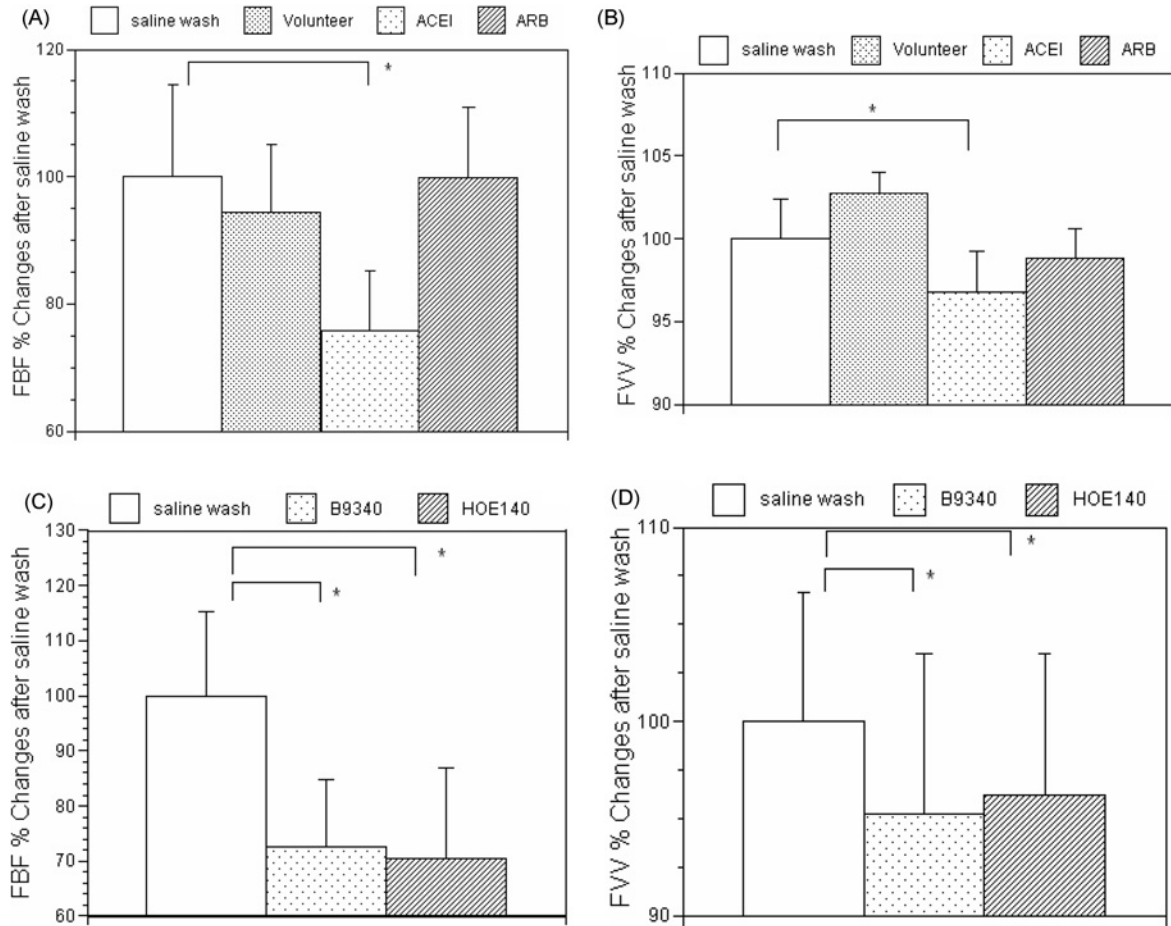 (A)
saline wash Volunteer ACEI ARB
FBF % Changes after saline wash
120
100
80
60
*
(B)
saline wash Volunteer ACEI ARB
FVV % Changes after saline wash
110
105
100
95
90
*
(C)
saline wash B9340 HOE140
FBF % Changes after saline wash
130
120
110
100
90
80
70
60
*
*
(D)
saline wash B9340 HOE140
FVV % Changes after saline wash
110
100
90
*
*